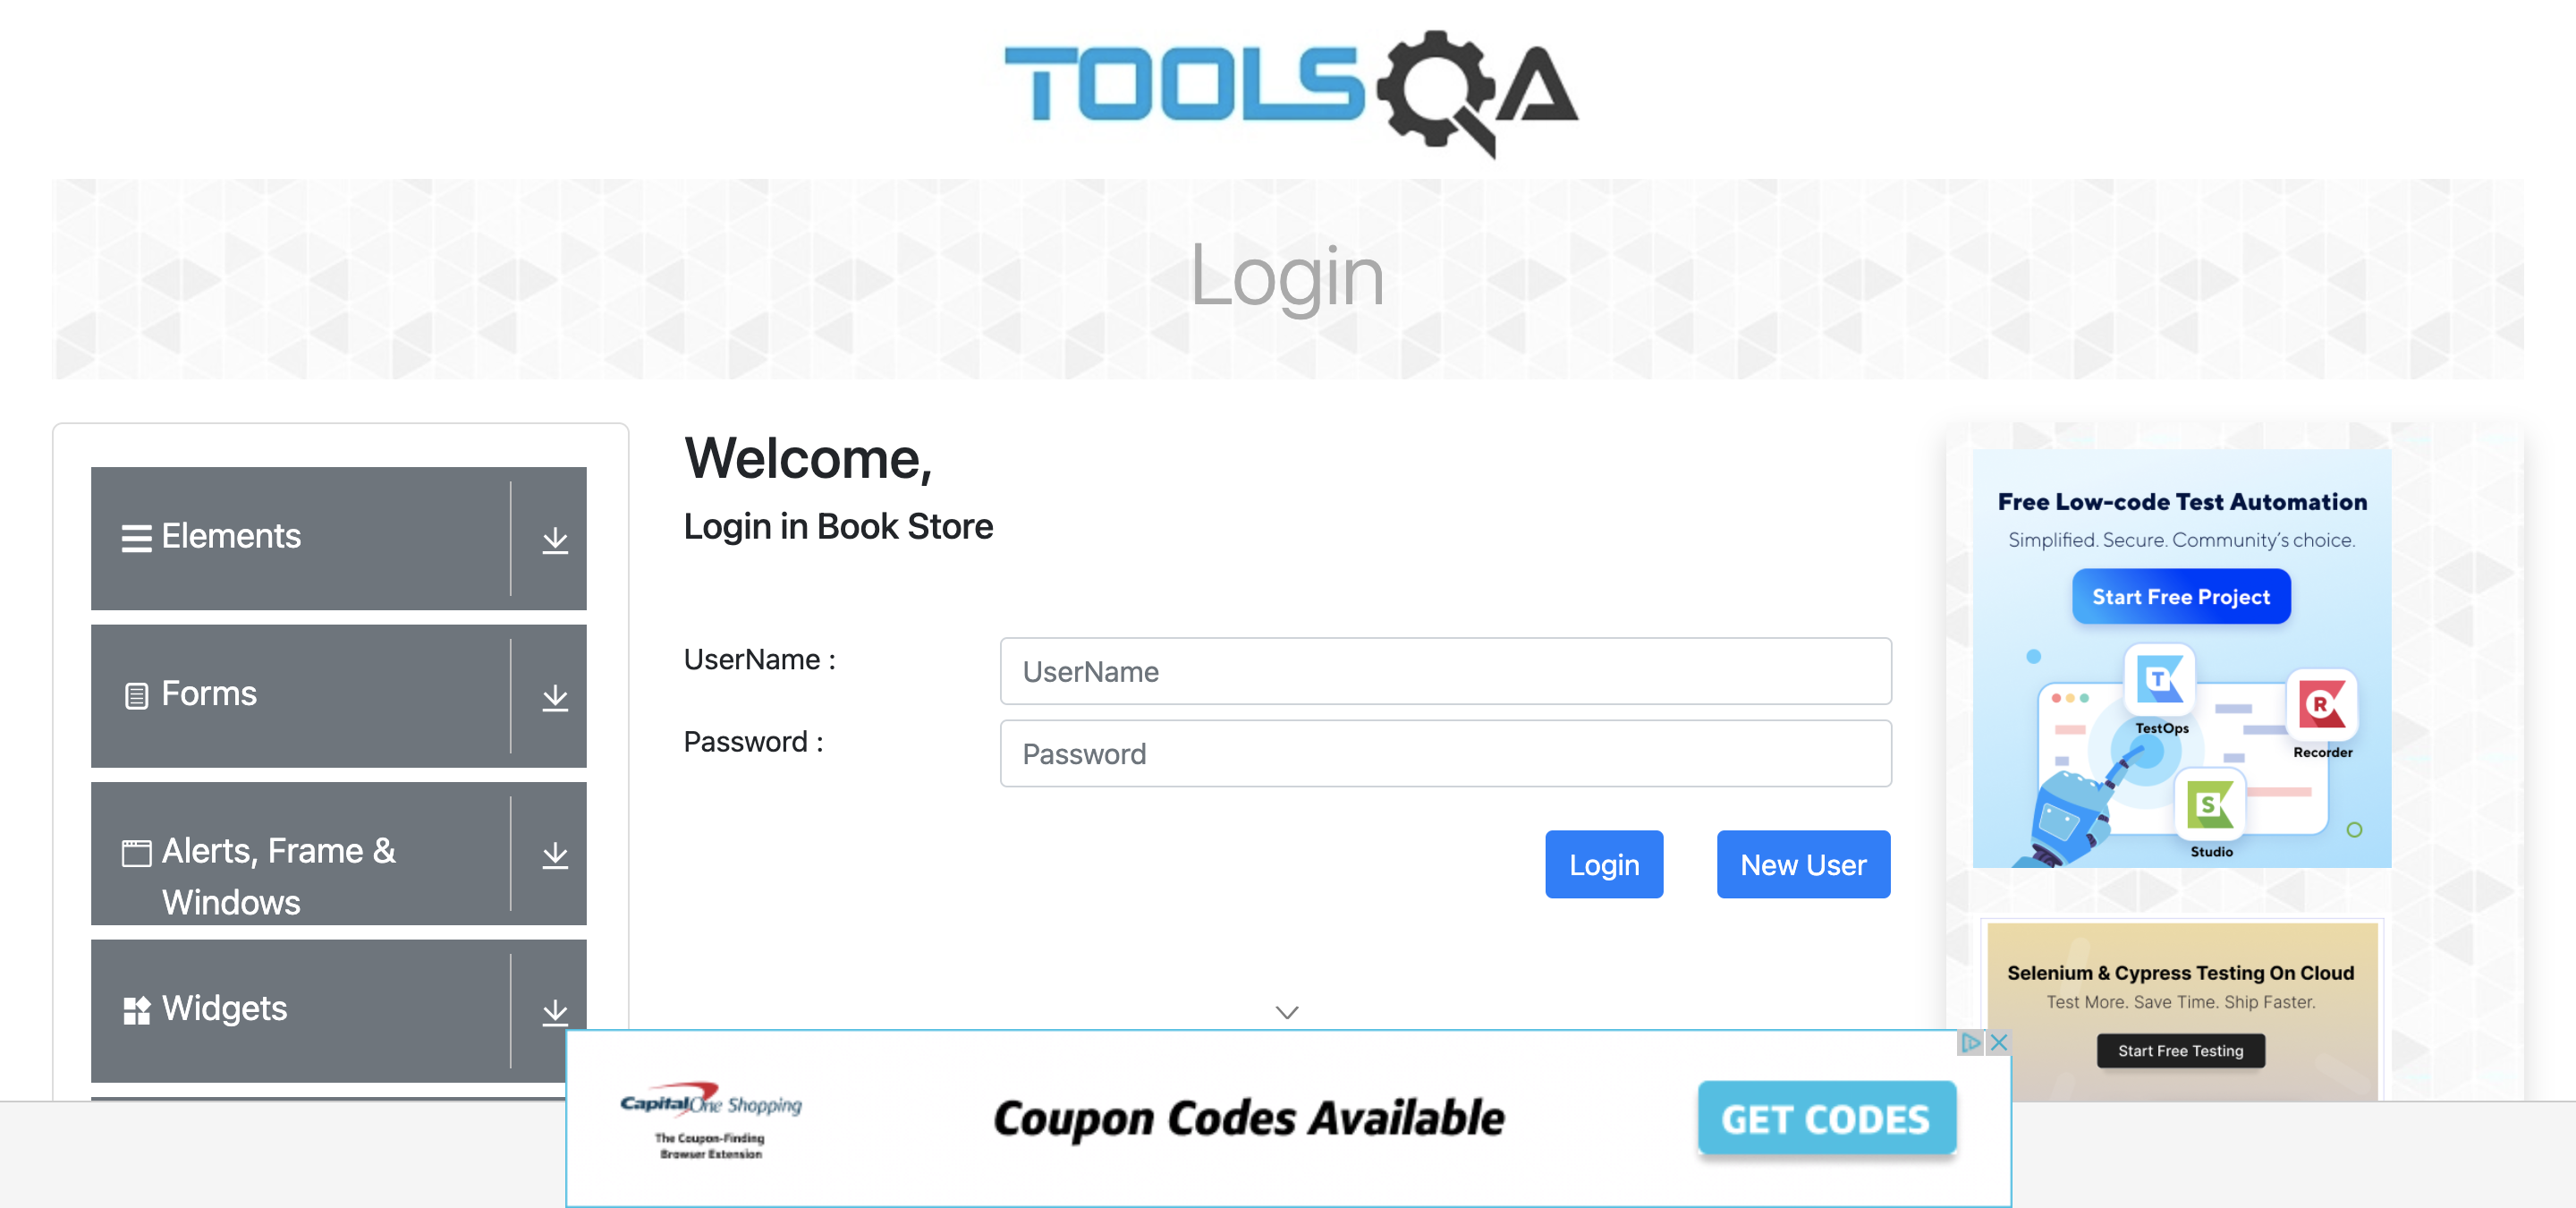 TOOLSQA
Login
Elements
Forms
Alerts, Frame &
Windows
Widgets
Welcome,
Login in Book Store
UserName :
UserName
Password :
Password
Login
New User
Free Low-code Test Automation
Simplified. Secure. Community's choice.
Start Free Project
T
TestOps
R
Recorder
S
Studio
Selenium & Cypress Testing On Cloud
Test More. Save Time. Ship Faster.
Start Free Testing
CapitalOne Shopping
The Coupon-Finding
Browser Extension
Coupon Codes Available
GET CODES